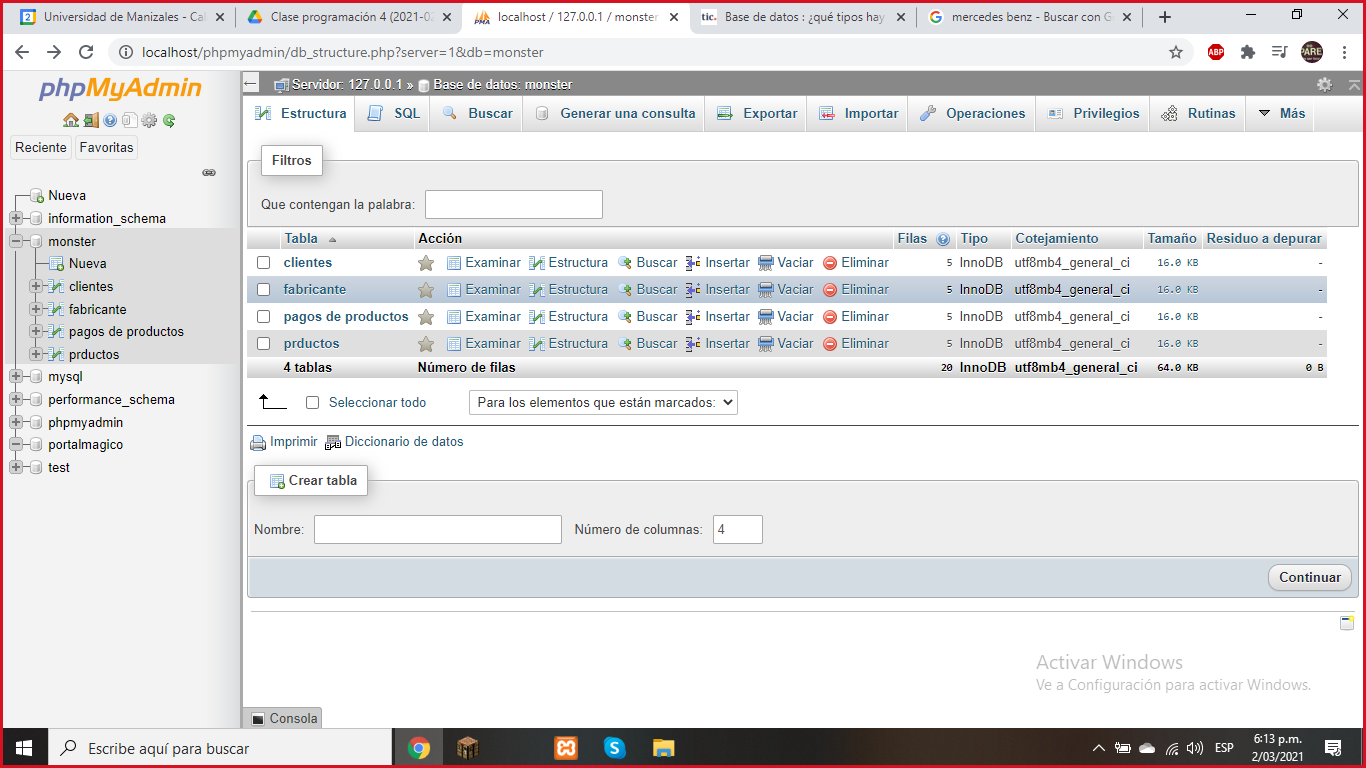 Universidad de Manizales - Cal
Clase programación 4 (2021-02
localhost / 127.0.0.1 / monster
Base de datos : ¿qué tipos hay
mercedes benz - Buscar con G
localhost/phpmyadmin/db_structure.php?server=1&db=monster
ABP
phpMyAdmin
Reciente Favoritas
Nueva
information_schema
monster
Nueva
clientes
fabricante
pagos de productos
prductos
mysql
performance_schema
phpmyadmin
portalmagico
test
Servidor: 127.0.0.1 » Base de datos: monster
Estructura SQL Buscar Generar una consulta Exportar Importar Operaciones Privilegios Rutinas Más
Filtros
Que contengan la palabra:
Tabla Acción Filas Tipo Cotejamiento Tamaño Residuo a depurar
clientes Examinar Estructura Buscar Insertar Vaciar Eliminar 5 InnoDB utf8mb4_general_ci 16.0 KB -
fabricante Examinar Estructura Buscar Insertar Vaciar Eliminar 5 InnoDB utf8mb4_general_ci 16.0 KB -
pagos de productos Examinar Estructura Buscar Insertar Vaciar Eliminar 5 InnoDB utf8mb4_general_ci 16.0 KB -
prductos Examinar Estructura Buscar Insertar Vaciar Eliminar 5 InnoDB utf8mb4_general_ci 16.0 KB -
4 tablas Número de filas 20 InnoDB utf8mb4_general_ci 64.0 KB 0 B
Seleccionar todo Para los elementos que están marcados:
Imprimir Diccionario de datos
Crear tabla
Nombre: Número de columnas: 4
Continuar
Activar Windows
Ve a Configuración para activar Windows.
Consola
Escribe aquí para buscar
ESP
6:13 p.m.
2/03/2021